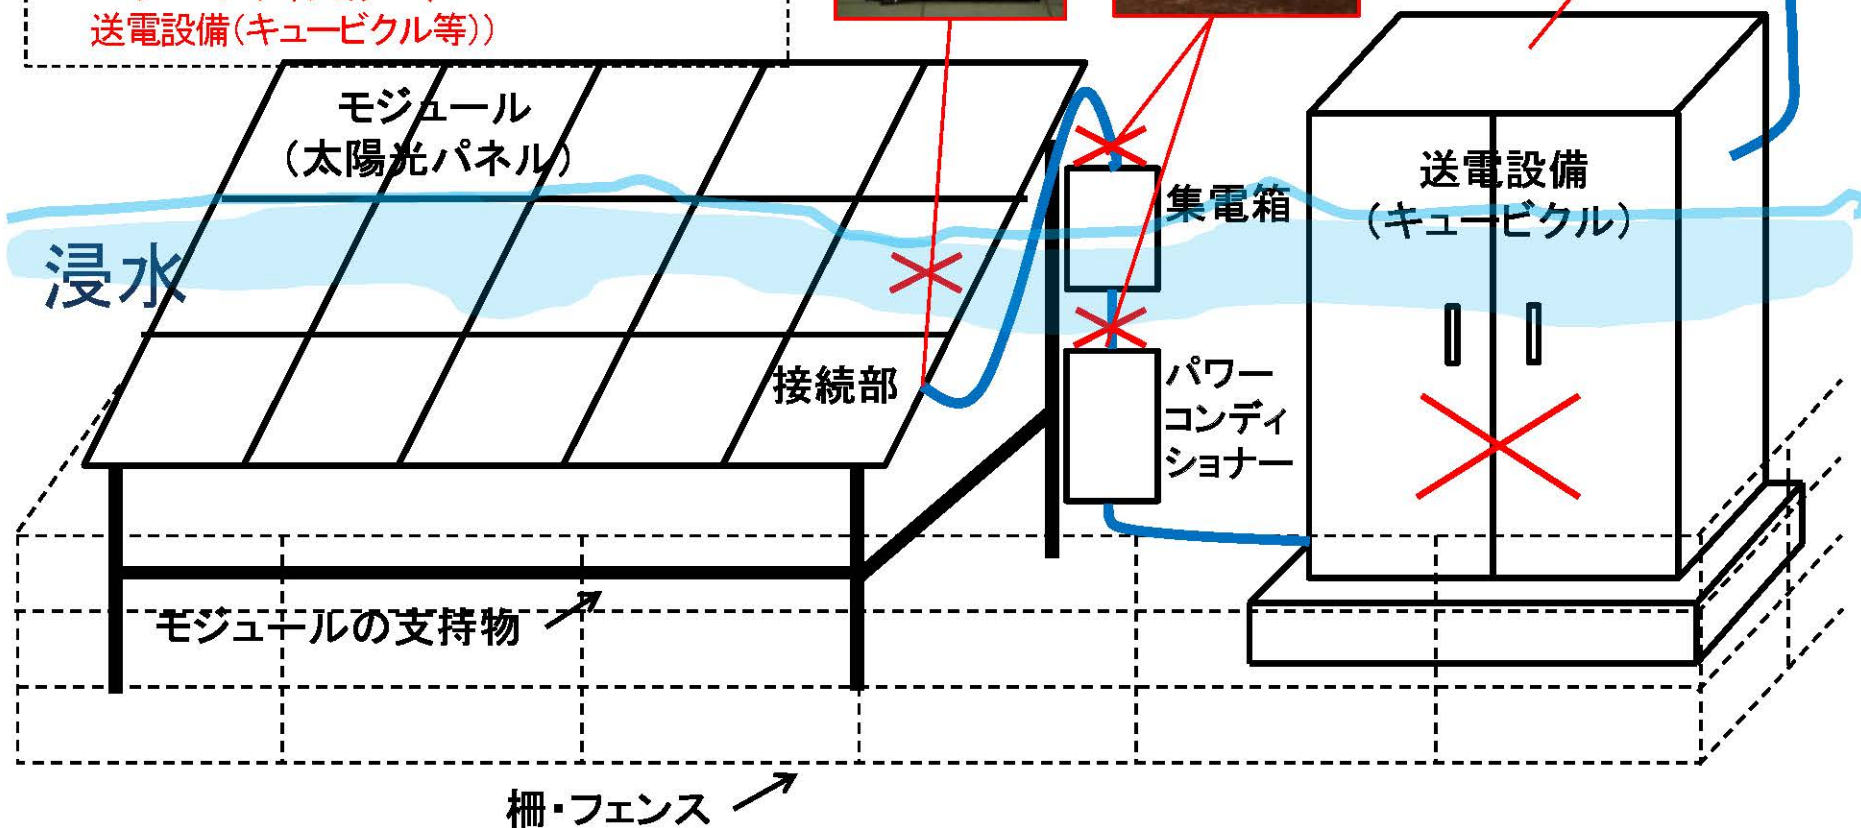 送電設備(キュービクル等))
モジュール
(太陽光パネル)
浸水
接続部
集電箱
パワー
コンディ
ショナー
送電設備
(キュービクル)
モジュールの支持物
柵・フェンス